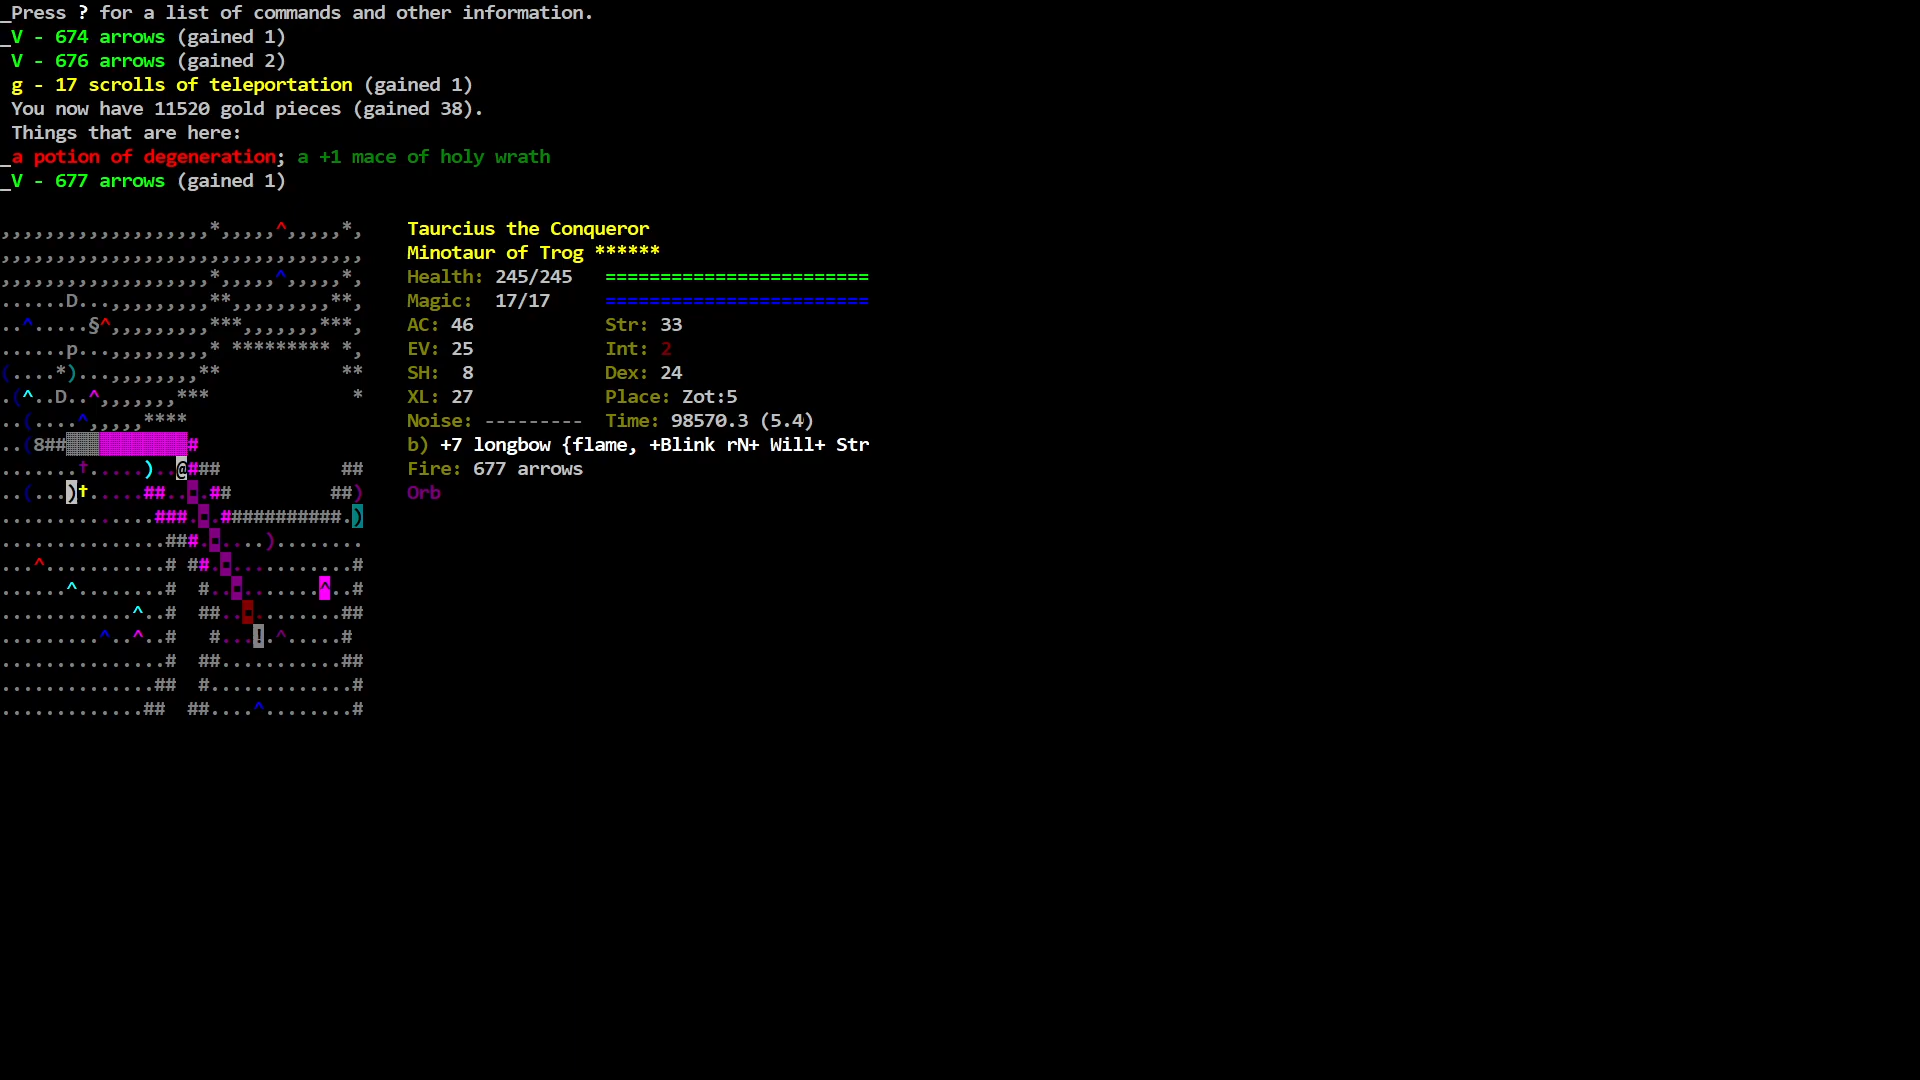 _Press ? for a list of commands and other information.
_V - 674 arrows (gained 1)
 V - 676 arrows (gained 2)
 g - 17 scrolls of teleportation (gained 1)
 You now have 11520 gold pieces (gained 38).
 Things that are here:
_a potion of degeneration; a +1 mace of holy wrath
_V - 677 arrows (gained 1)
Taurcius the Conqueror
Minotaur of Trog ******
Health: 245/245 ========================
Magic: 17/17 ========================
AC: 46 Str: 33
EV: 25 Int: 2
SH: 8 Dex: 24
XL: 27 Place: Zot:5
Noise: --------- Time: 98570.3 (5.4)
b) +7 longbow {flame, +Blink rN+ Will+ Str
Fire: 677 arrows
Orb